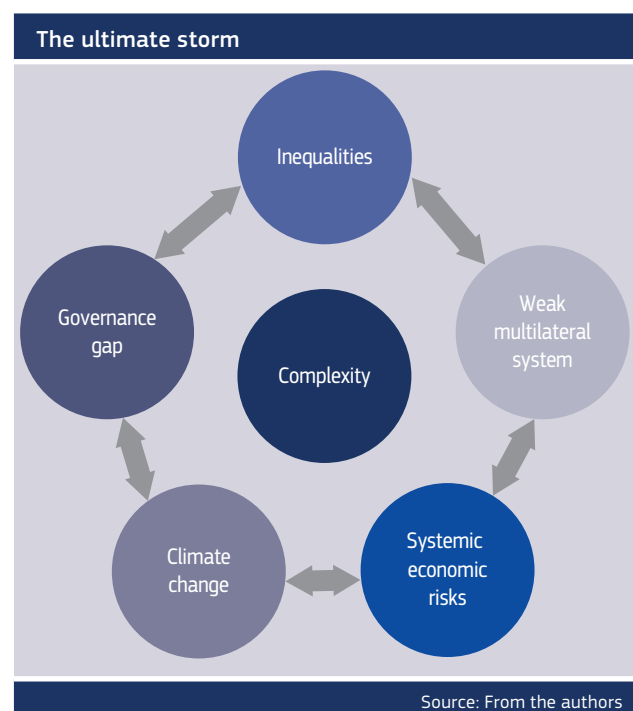 The ultimate storm
Inequalities
Governance
gap
Weak
multilateral
system
Complexity
Climate
change
Systemic
economic
risks
Source: From the authors